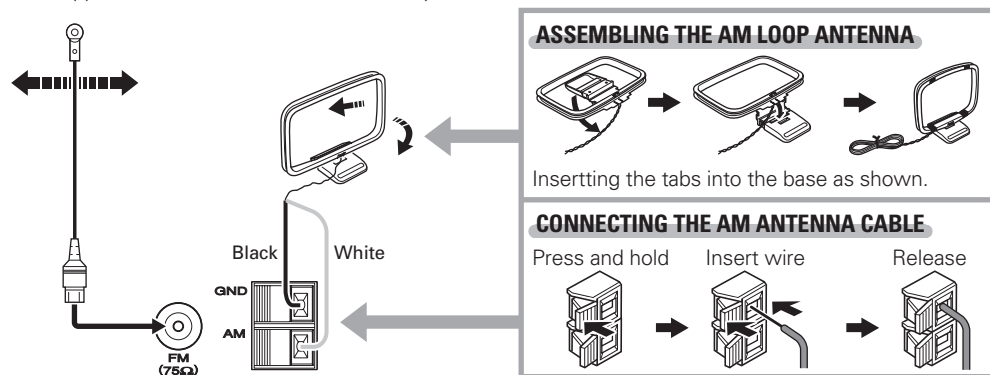 ASSEMBLING THE AM LOOP ANTENNA
Insertting the tabs into the base as shown.
CONNECTING THE AM ANTENNA CABLE
Press and hold
Insert wire
Release
Black
White
GND
AM
FM
(75Ω)